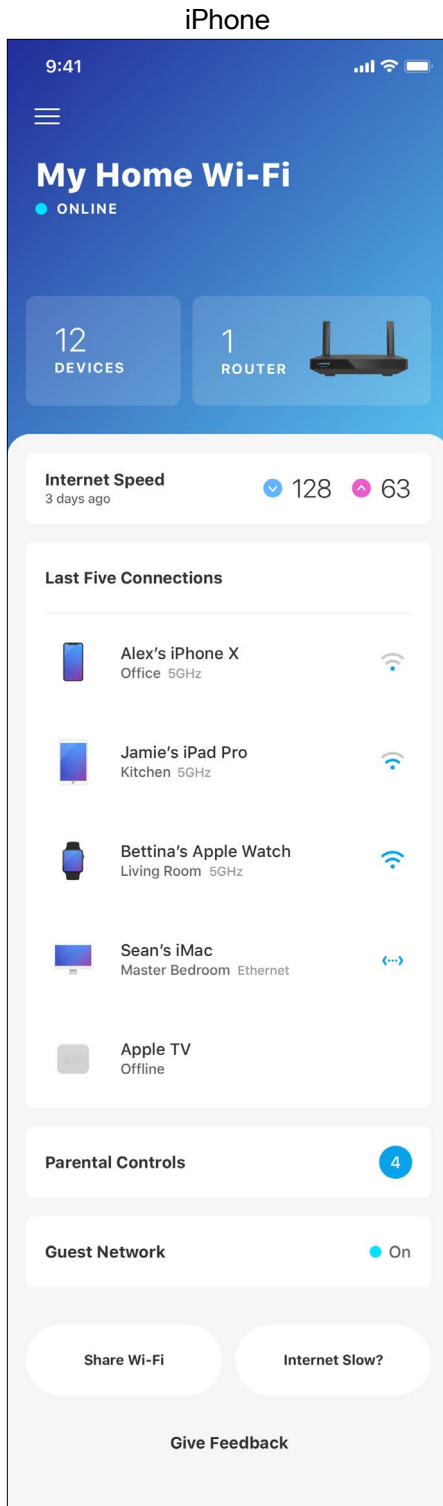 iPhone
9:41
My Home Wi-Fi
ONLINE
12
DEVICES
1
ROUTER
Internet Speed
3 days ago
128
63
Last Five Connections
Alex’s iPhone X
Office 5GHz
Jamie’s iPad Pro
Kitchen 5GHz
Bettina’s Apple Watch
Living Room 5GHz
Sean’s iMac
Master Bedroom Ethernet
Apple TV
Offline
Parental Controls
4
Guest Network
On
Share Wi-Fi
Internet Slow?
Give Feedback